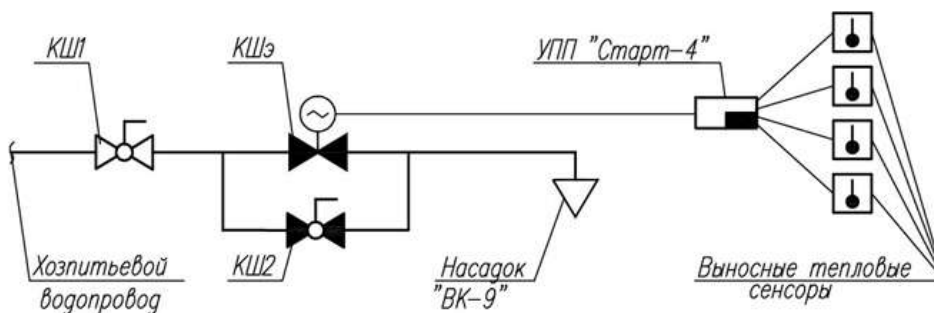 КШ1
КШэ
УПП "Старт-4"
Хозпитьевой
водопровод
КШ2
Насадок
"ВК-9"
Выносные тепловые
сенсоры